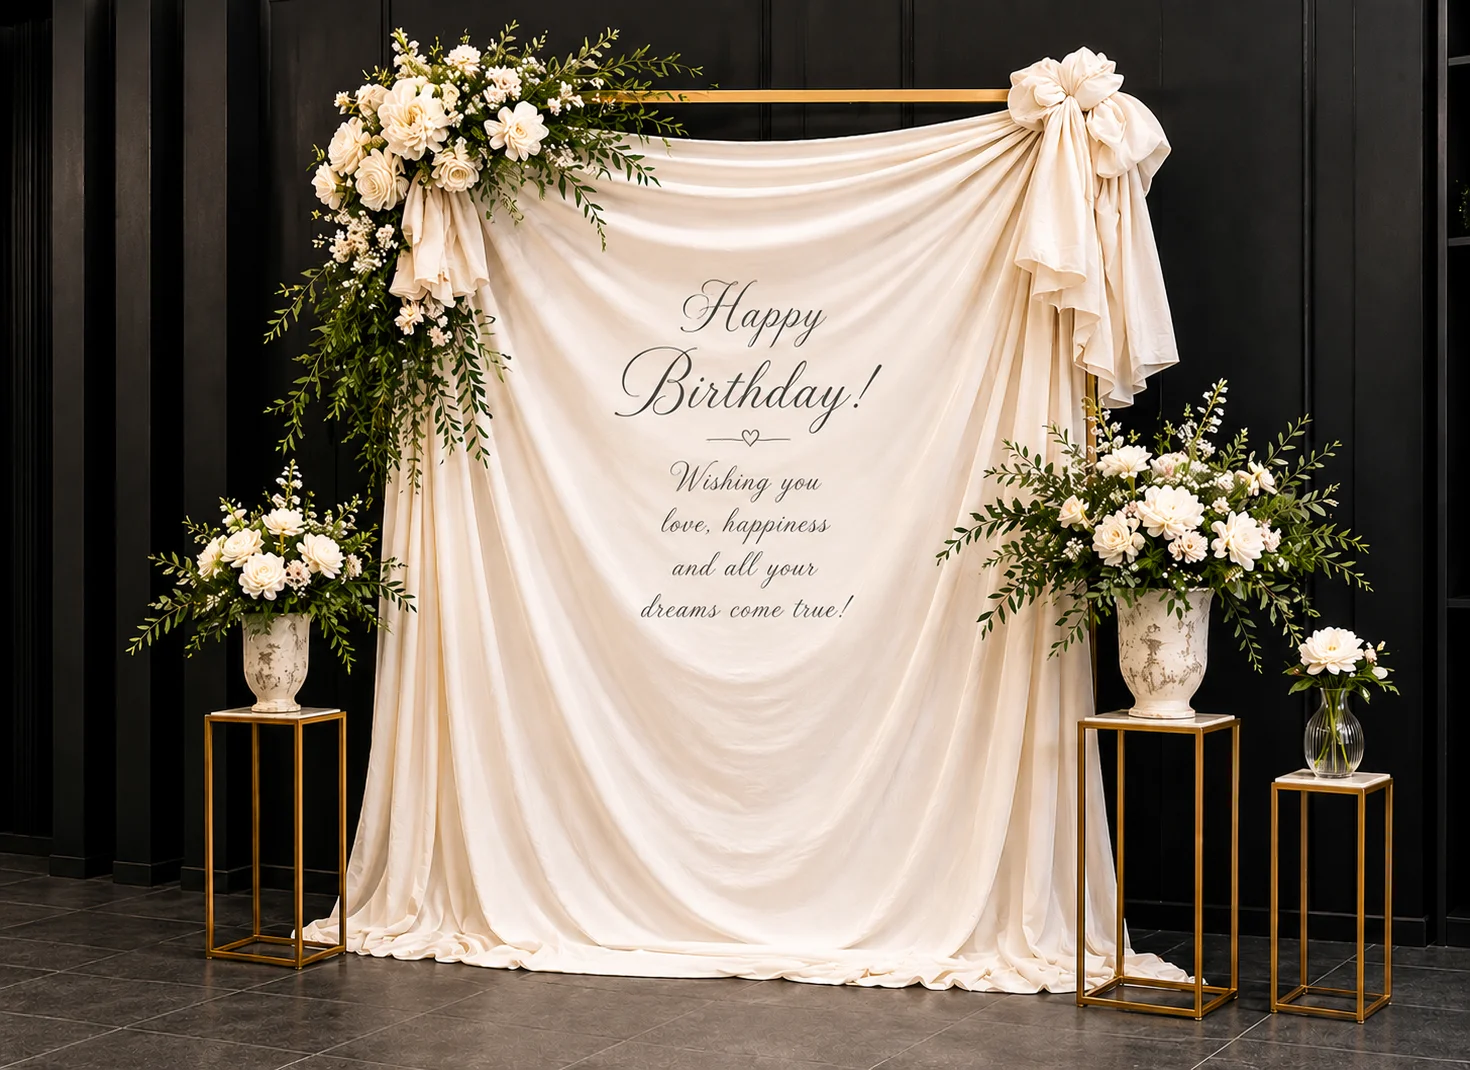 Happy
Birthday!
Wishing you
love, happiness
and all your
dreams come true!